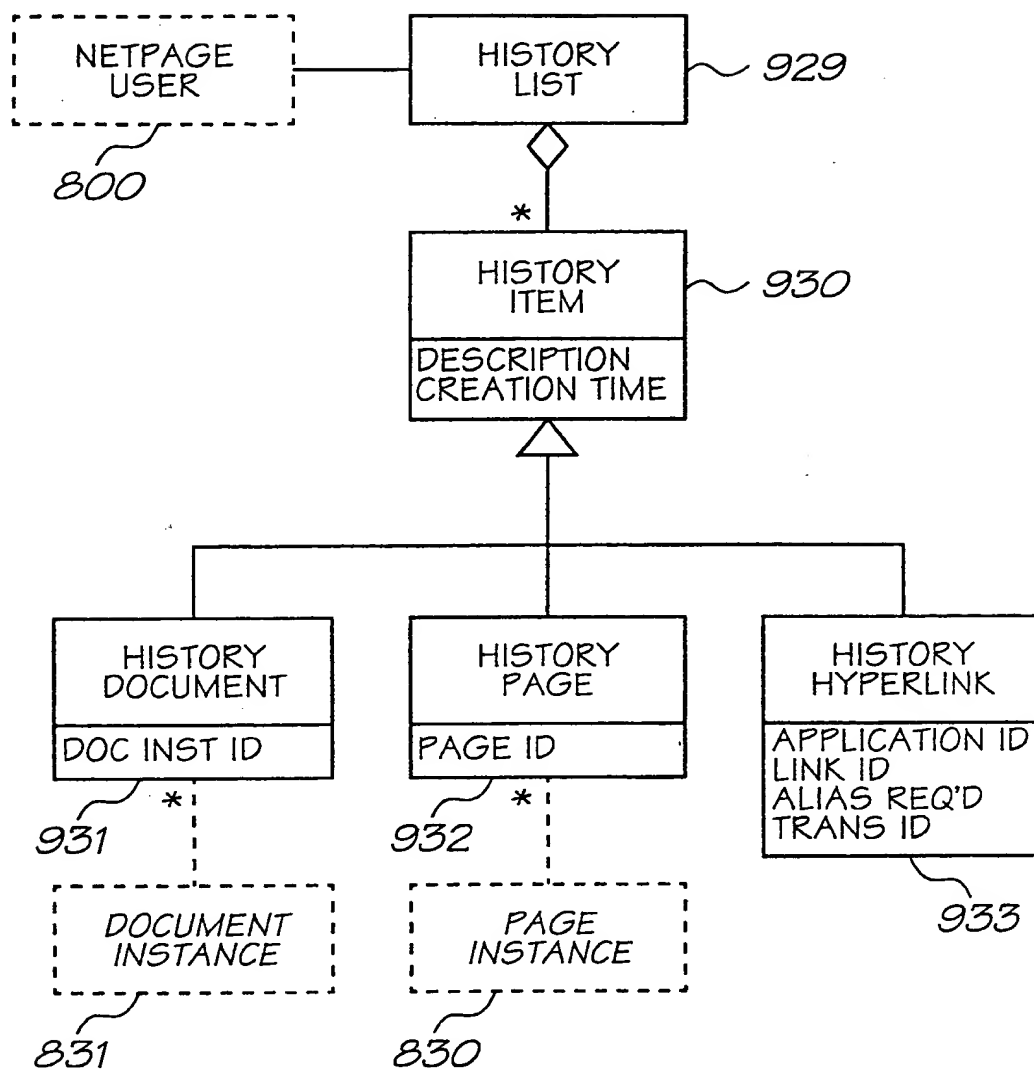 NETPAGE
USER
800
HISTORY
LIST
929
*
HISTORY
ITEM
930
DESCRIPTION
CREATION TIME
HISTORY
DOCUMENT
DOC INST ID
931
*
HISTORY
PAGE
PAGE ID
932
*
HISTORY
HYPERLINK
APPLICATION ID
LINK ID
ALIAS REQ'D
TRANS ID
933
DOCUMENT
INSTANCE
831
PAGE
INSTANCE
830